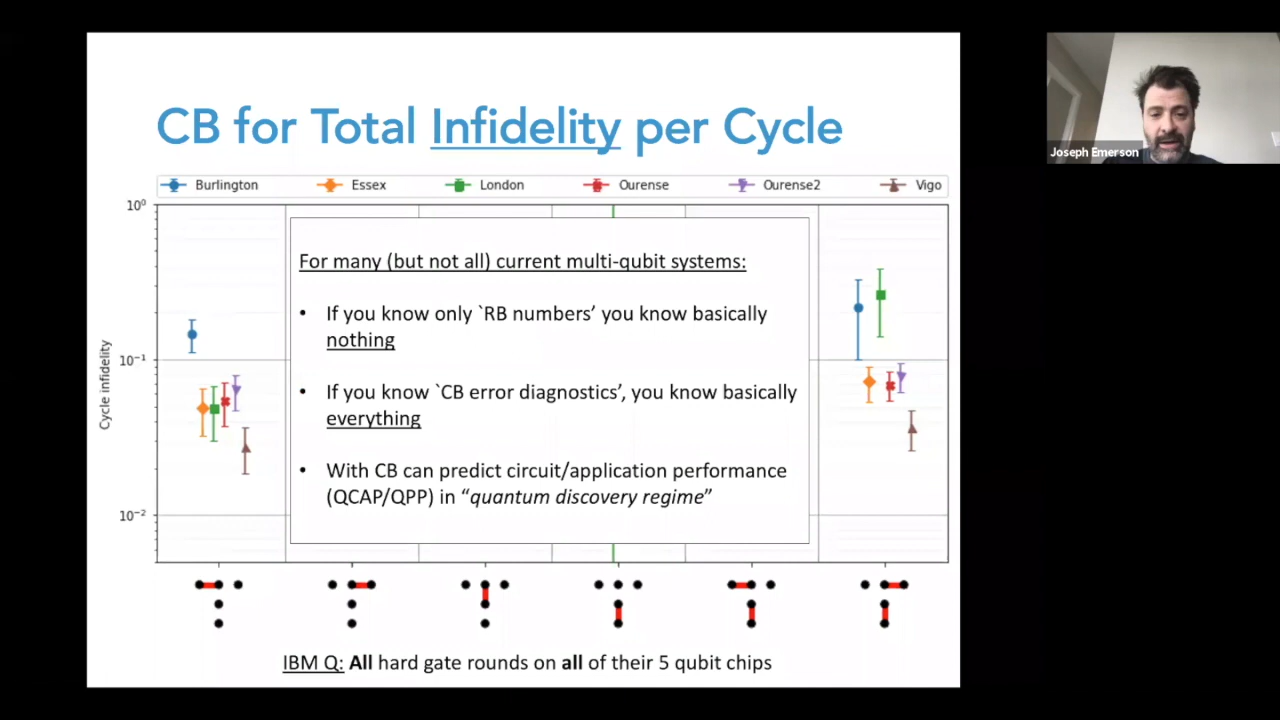 CB for Total Infidelity per Cycle
Burlington Essex London Ourense Ourense2 Vigo
10⁰
10⁻¹
10⁻²
Cycle infidelity
For many (but not all) current multi-qubit systems:
• If you know only `RB numbers’ you know basically
nothing
• If you know `CB error diagnostics’, you know basically
everything
• With CB can predict circuit/application performance
(QCAP/QPP) in “quantum discovery regime”
IBM Q: All hard gate rounds on all of their 5 qubit chips
Joseph Emerson